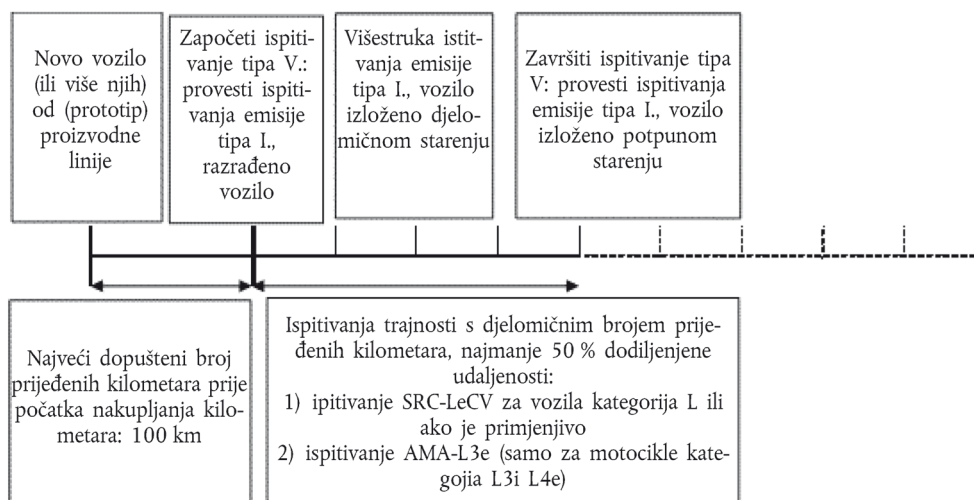 Novo vozilo
(ili više njih)
od (prototip)
proizvodne
linije
Započeti ispiti-
vanje tipa V.:
provesti ispiti-
vanja emisije
tipa I.,
razrađeno
vozilo
Višestruka istit-
vanja emisije
tipa I., vozilo
izloženo djelo-
mičnom starenju
Završiti ispitivanje tipa
V: provesti ispitivanja
emisije tipa I., vozilo
izloženo potpunom
starenju
Najveći dopušteni broj
prijeđenih kilometara prije
početka nakupljanja kilo-
metara: 100 km
Ispitivanja trajnosti s djelomičnim brojem prije-
đenih kilometara, najmanje 50 % dodiljenjene
udaljenosti:
1) ipitivanje SRC-LeCV za vozila kategorija L ili
ako je primjenjivo
2) ispitivanje AMA-L3e (samo za motocikle kate-
gojia L3i L4e)